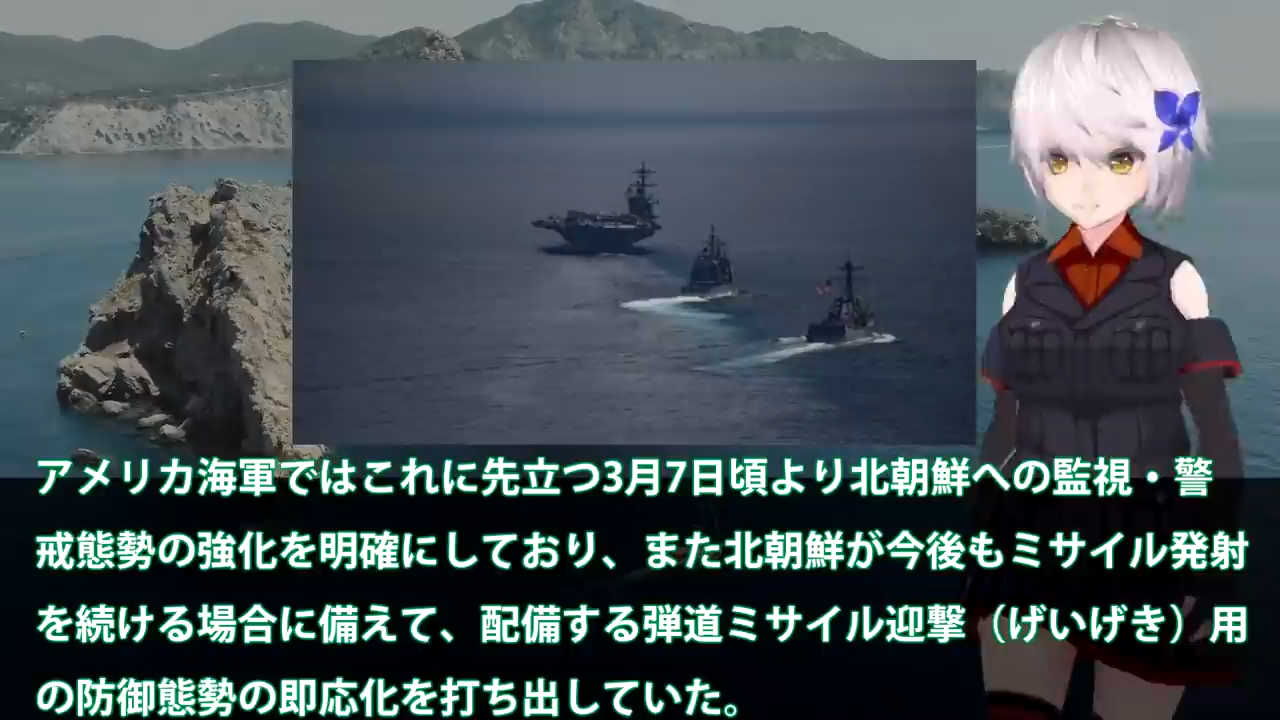 アメリカ海軍ではこれに先立つ3月7日頃より北朝鮮への監視・警
戒態勢の強化を明確にしており、また北朝鮮が今後もミサイル発射
を続ける場合に備えて、配備する弾道ミサイル迎撃（げいげき）用
の防御態勢の即応化を打ち出していた。